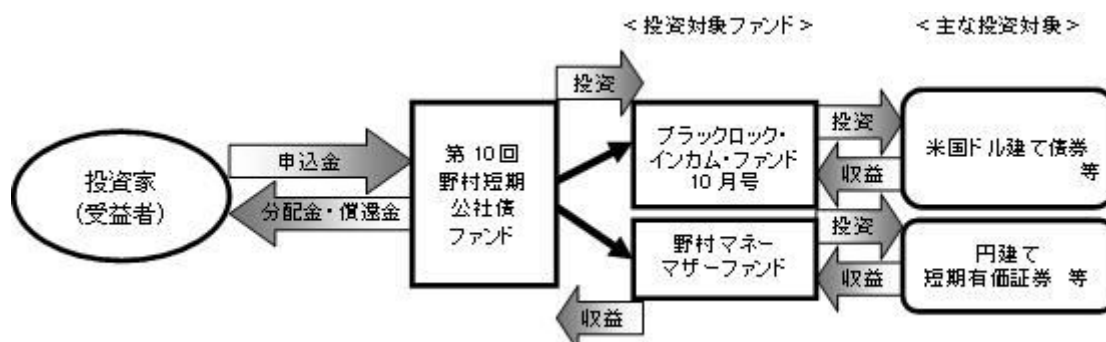 <投資対象ファンド>
<主な投資対象>
投資
投資家
(受益者)
申込金
分配金・償還金
第10回
野村短期
公社債
ファンド
ブラックロック・
インカム・ファンド
10月号
投資
収益
米国ドル建て債券
等
野村マネー
マザーファンド
投資
収益
円建て
短期有価証券 等
収益